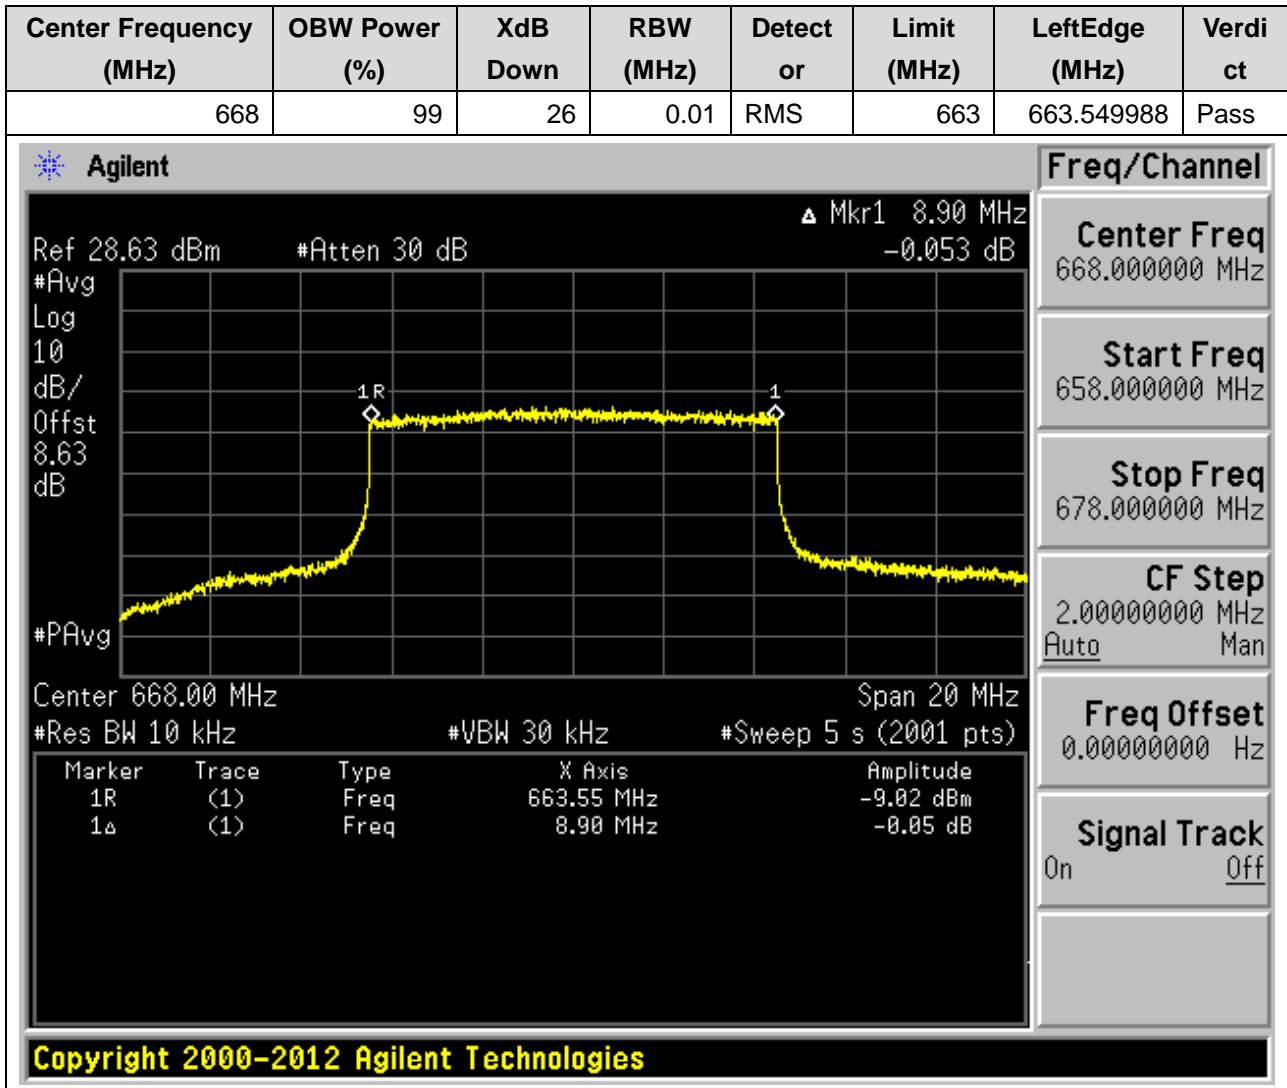 Center Frequency OBW Power XdB RBW Detect Limit LeftEdge Verdi
(MHz) (%) Down (MHz) or (MHz) (MHz) ct
668 99 26 0.01 RMS 663 663.549988 Pass
Agilent Freq/Channel
Δ Mkr1 8.90 MHz
Ref 28.63 dBm #Atten 30 dB -0.053 dB
#Avg
Log
10
dB/
Offst
8.63
dB
1R 1
#PAvg
Center 668.00 MHz Span 20 MHz
#Res BW 10 kHz #VBW 30 kHz #Sweep 5 s (2001 pts)
Marker Trace Type X Axis Amplitude
1R (1) Freq 663.55 MHz -9.02 dBm
1Δ (1) Freq 8.90 MHz -0.05 dB
Center Freq
668.000000 MHz
Start Freq
658.000000 MHz
Stop Freq
678.000000 MHz
CF Step
2.00000000 MHz
Auto Man
Freq Offset
0.00000000 Hz
Signal Track
On Off
Copyright 2000-2012 Agilent Technologies